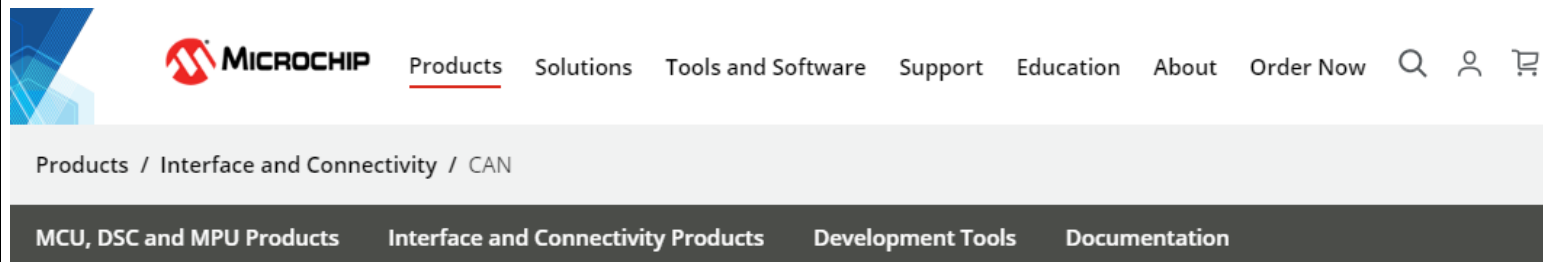 MICROCHIP Products Solutions Tools and Software Support Education About Order Now
Products / Interface and Connectivity / CAN
MCU, DSC and MPU Products Interface and Connectivity Products Development Tools Documentation